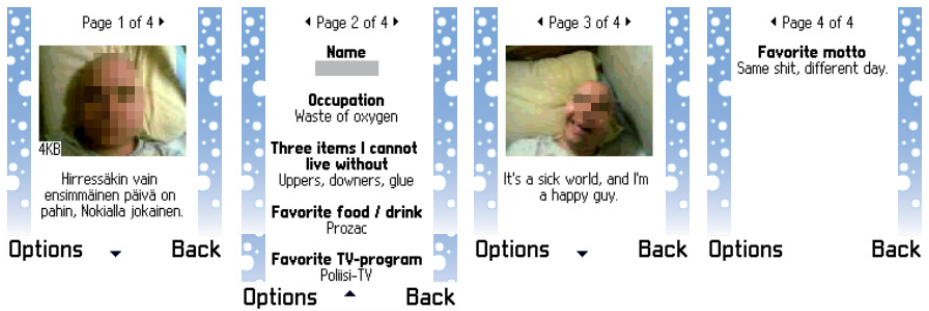 Page 1 of 4
4KB
Hirressäkin vain
ensimmäinen päivä on
pahin, Nokialla jokainen.
Options
Back
Page 2 of 4
Name
Occupation
Waste of oxygen
Three items I cannot
live without
Uppers, downers, glue
Favorite food / drink
Prozac
Favorite TV-program
Poliisi-TV
Options
Back
Page 3 of 4
It's a sick world, and I'm
a happy guy.
Options
Back
Page 4 of 4
Favorite motto
Same shit, different day.
Options
Back